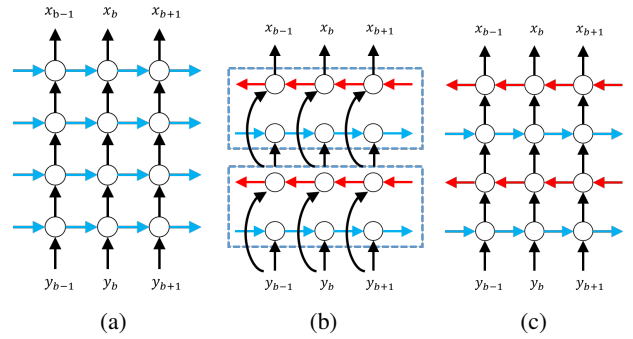 x_{b−1} x_b x_{b+1}
x_{b−1} x_b x_{b+1}
x_{b−1} x_b x_{b+1}
y_{b−1} y_b y_{b+1}
y_{b−1} y_b y_{b+1}
y_{b−1} y_b y_{b+1}
(a)
(b)
(c)